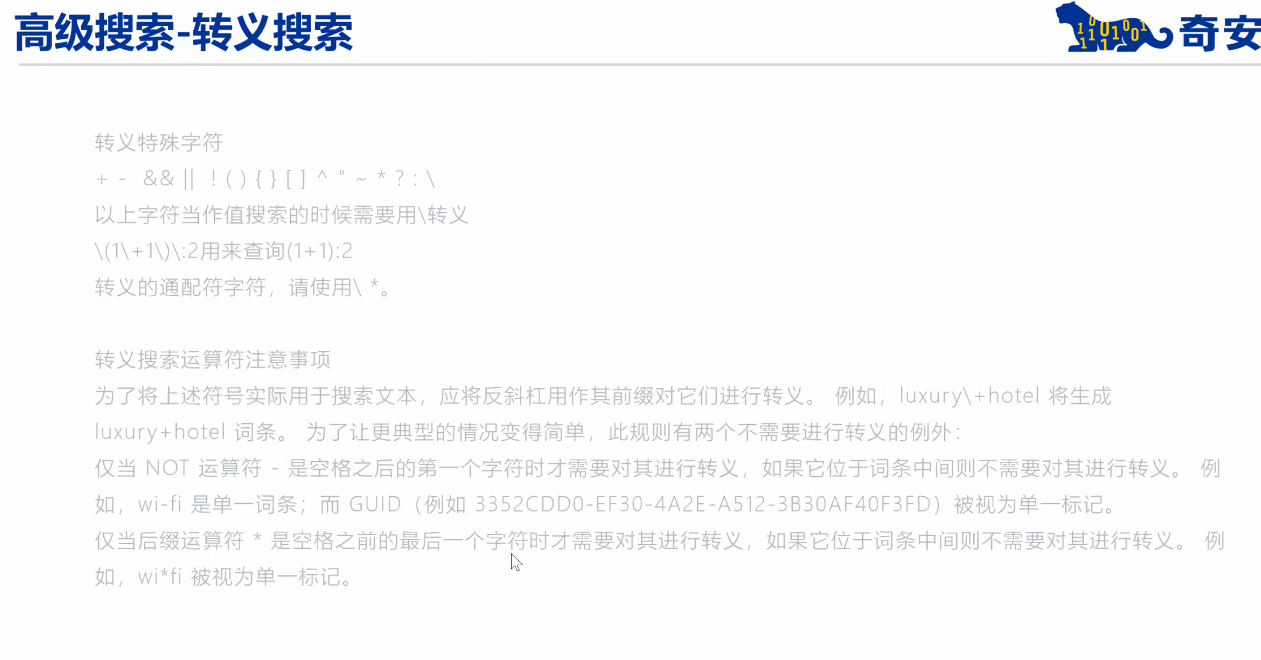 高级搜索-转义搜索
奇安
转义特殊字符
+ - && || ! ( ) { } [ ] ^ " ~ * ? : \
以上字符当作值搜索的时候需要用\转义
\(1\+1\)\:2用来查询(1+1):2
转义的通配符字符，请使用\ *。
转义搜索运算符注意事项
为了将上述符号实际用于搜索文本，应将反斜杠用作其前缀对它们进行转义。 例如，luxury\+hotel 将生成
luxury+hotel 词条。 为了让更典型的情况变得简单，此规则有两个不需要进行转义的例外：
仅当 NOT 运算符 - 是空格之后的第一个字符时才需要对其进行转义，如果它位于词条中间则不需要对其进行转义。 例
如，wi-fi 是单一词条；而 GUID（例如 3352CDD0-EF30-4A2E-A512-3B30AF40F3FD）被视为单一标记。
仅当后缀运算符 * 是空格之前的最后一个字符时才需要对其进行转义，如果它位于词条中间则不需要对其进行转义。 例
如，wi*fi 被视为单一标记。